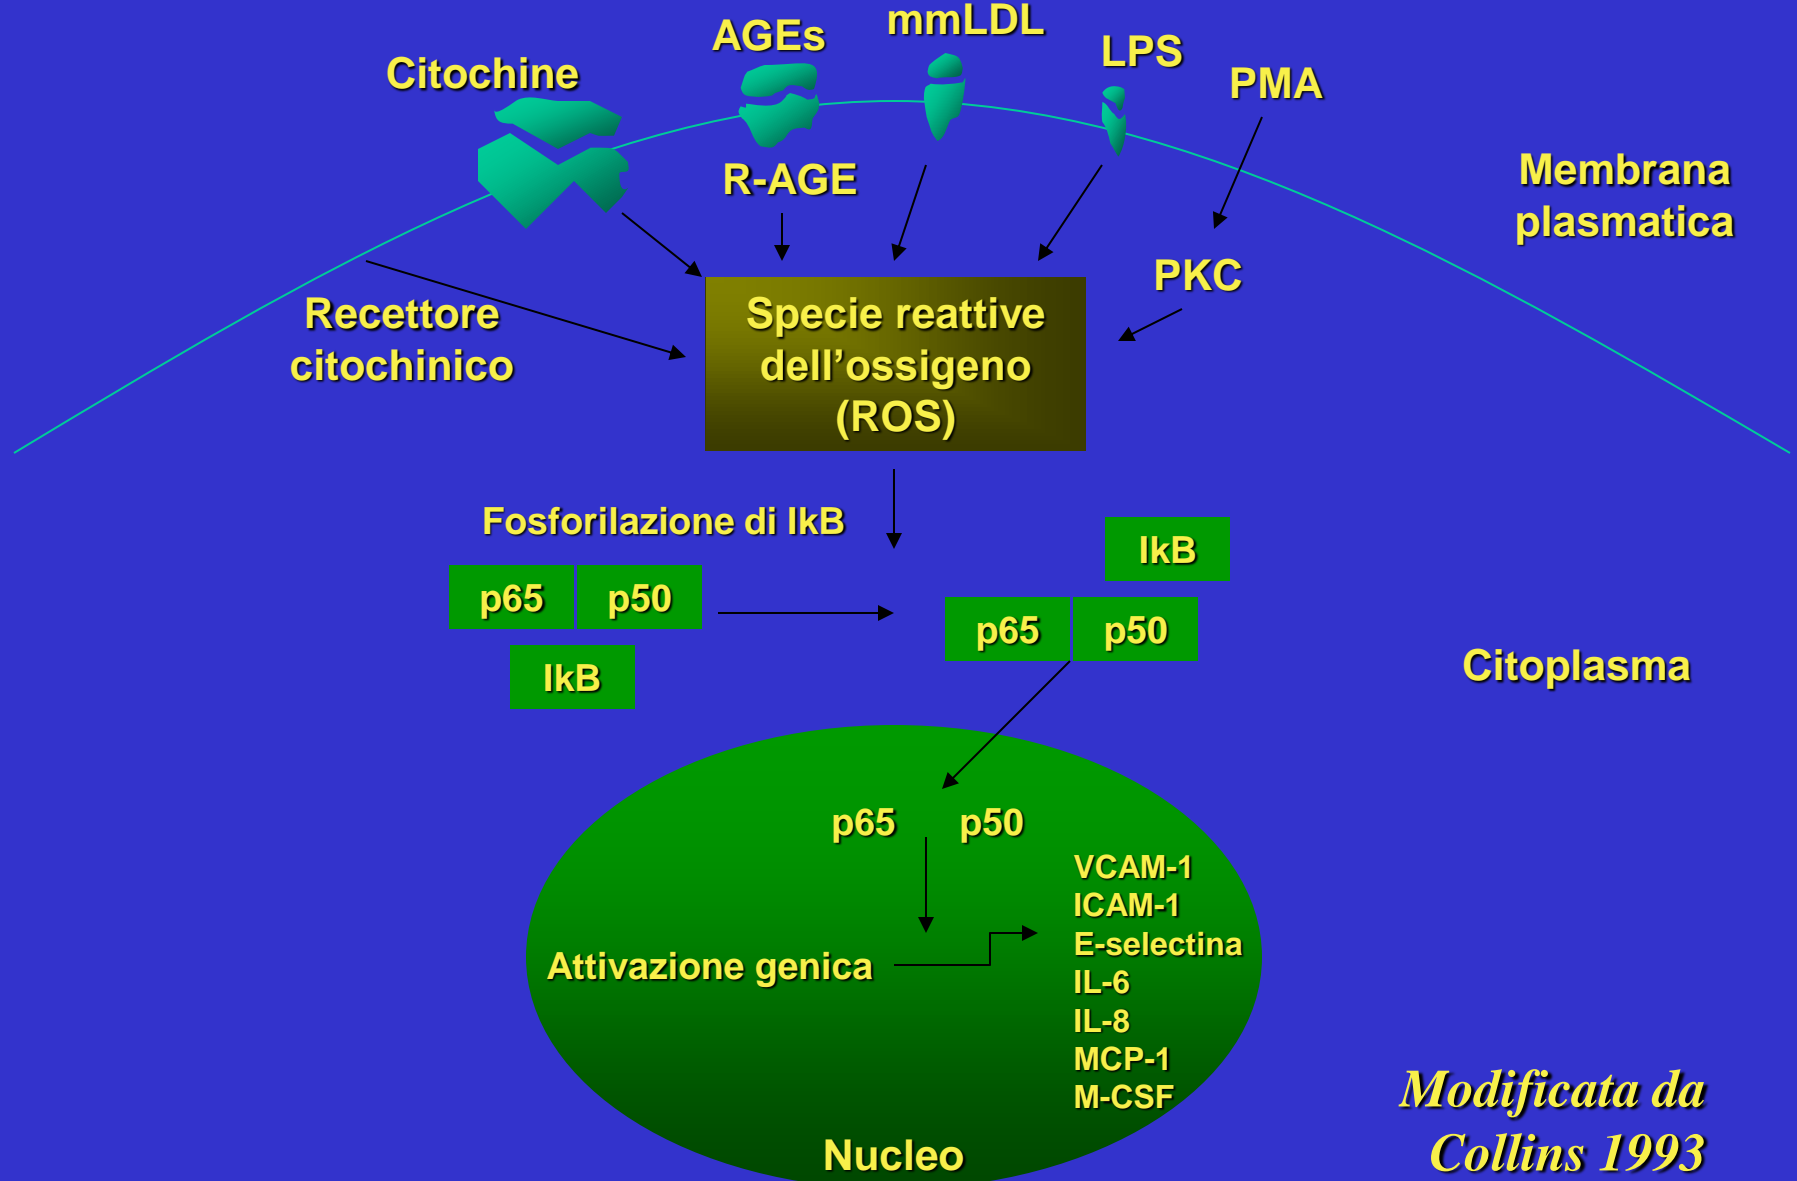 mmLDL
AGEs
LPS
Citochine
PMA
R-AGE
Membrana
plasmatica
PKC
Recettore
citochinico
Specie reattive
dell’ossigeno
(ROS)
Fosforilazione di IkB
IkB
p65 p50
p65 p50
IkB
Citoplasma
p65 p50
VCAM-1
ICAM-1
E-selectina
Attivazione genica
IL-6
IL-8
MCP-1
M-CSF
Nucleo
Modificata da
Collins 1993